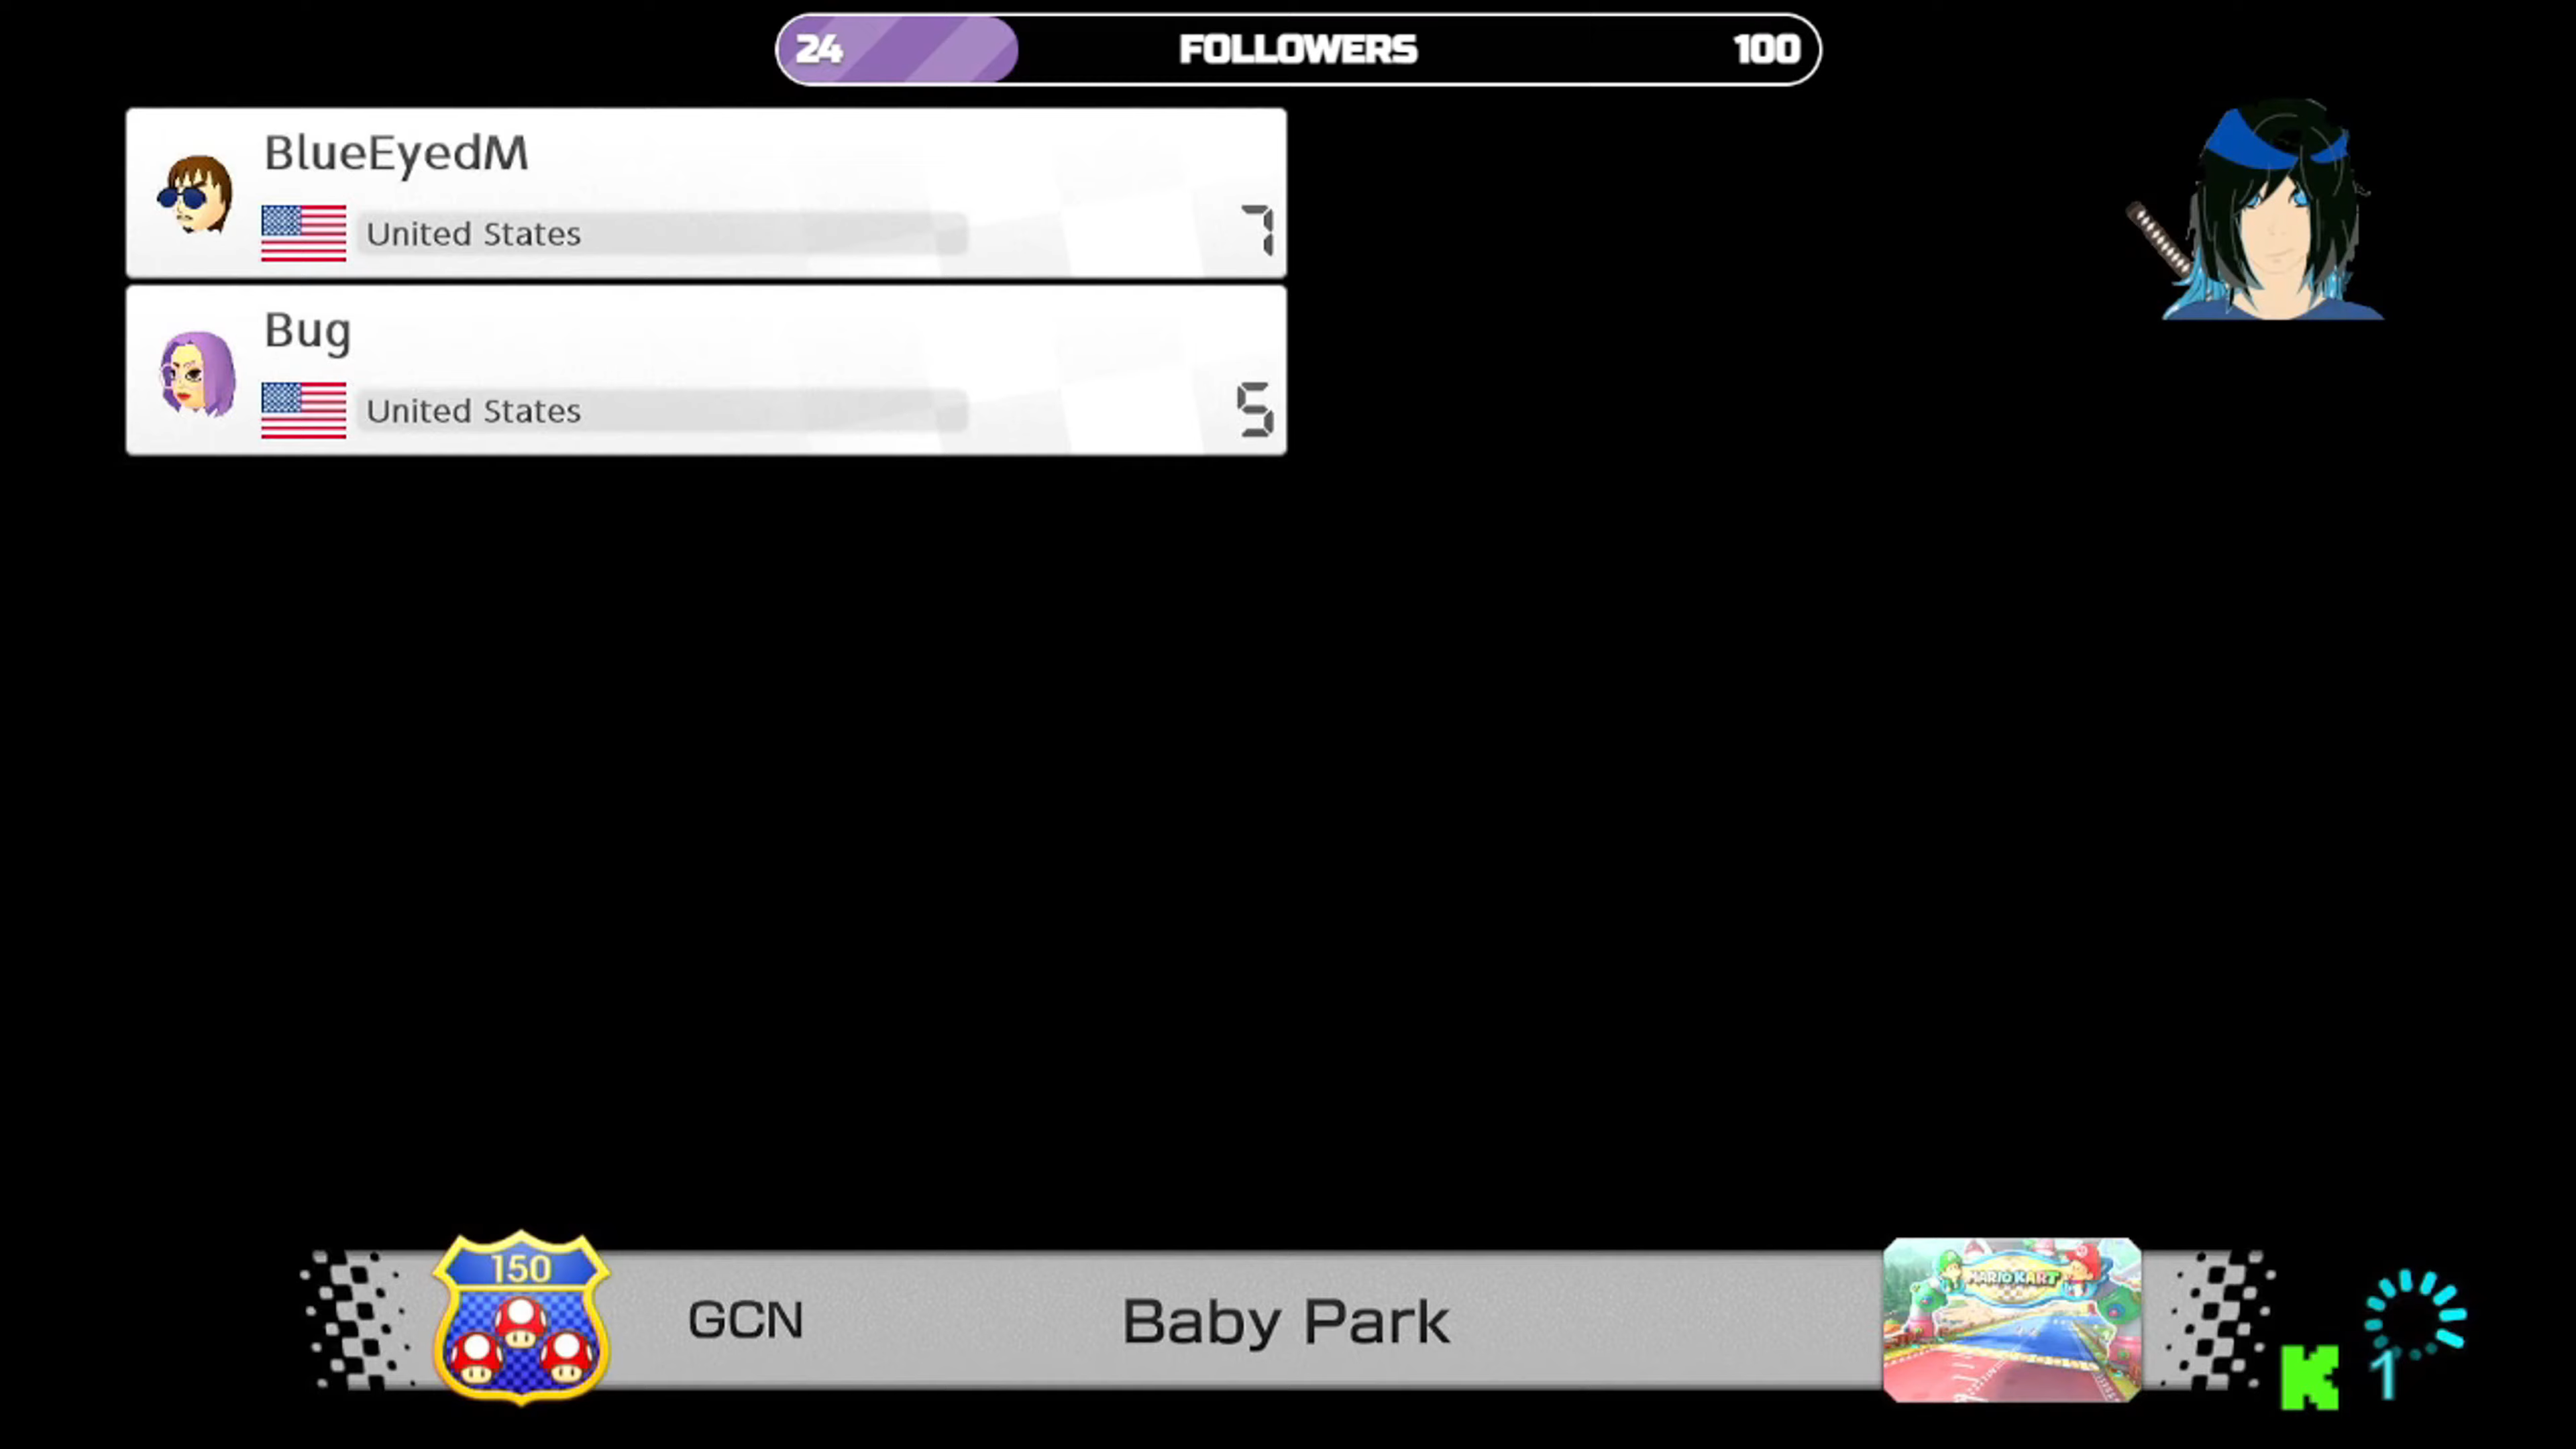 24 FOLLOWERS 100
BlueEyedM
United States 7
Bug
United States 5
150 GCN Baby Park
MARIO KART
K 1